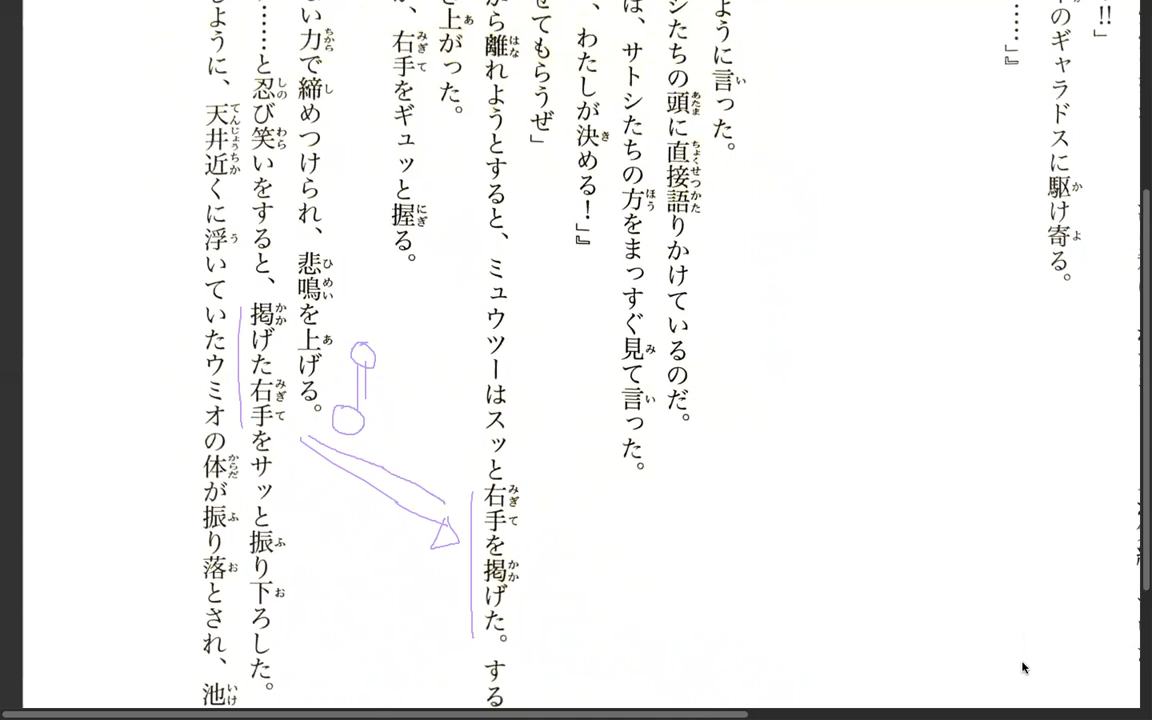 !!」
のギャラドスに駆け寄る。
……』
ように言った。
シたちの頭に直接語りかけているのだ。
は、サトシたちの方をまっすぐ見て言った。
、わたしが決める!』
せてもらうぜ」
から離れようとすると、ミュウツーはスッと右手を掲げた。する
上がった。
、右手をギュッと握る。
い力で締めつけられ、悲鳴を上げる。
……と忍び笑いをすると、掲げた右手をサッと振り下ろした。
ように、天井近くに浮いていたウミオの体が振り落とされ、池